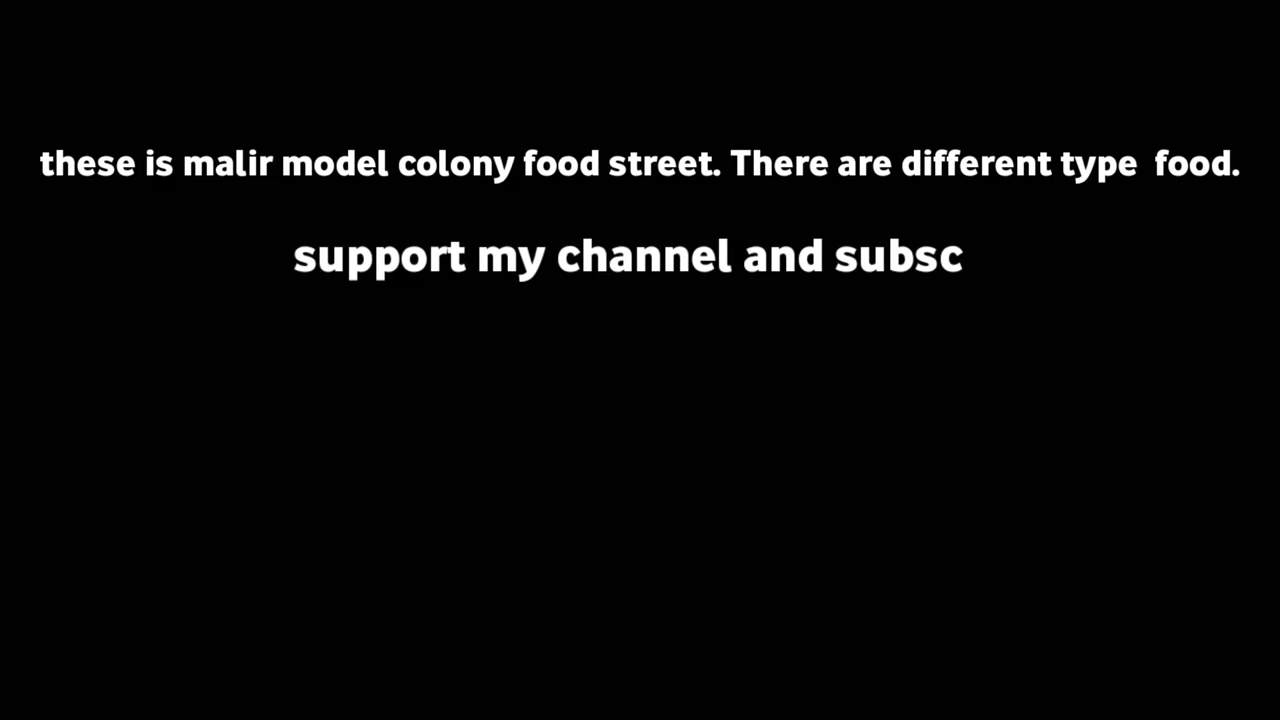 these is malir model colony food street. There are different type  food.
support my channel and subsc